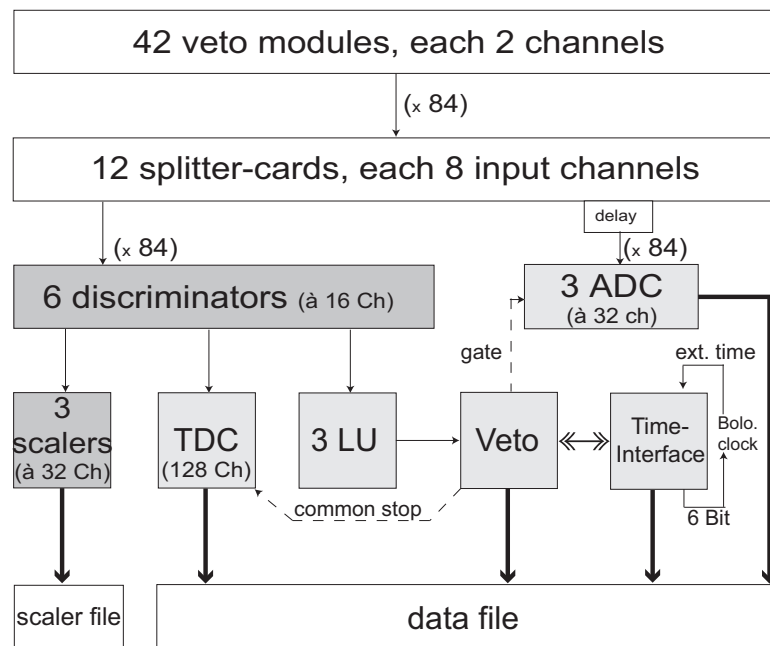 42 veto modules, each 2 channels
(x 84)
12 splitter-cards, each 8 input channels
delay
(x 84)
(x 84)
6 discriminators (à 16 Ch)
3 ADC
(à 32 ch)
gate
ext. time
3
scalers
(à 32 Ch)
TDC
(128 Ch)
3 LU
Veto
Time-
Interface
Bolo.
clock
common stop
6 Bit
scaler file
data file